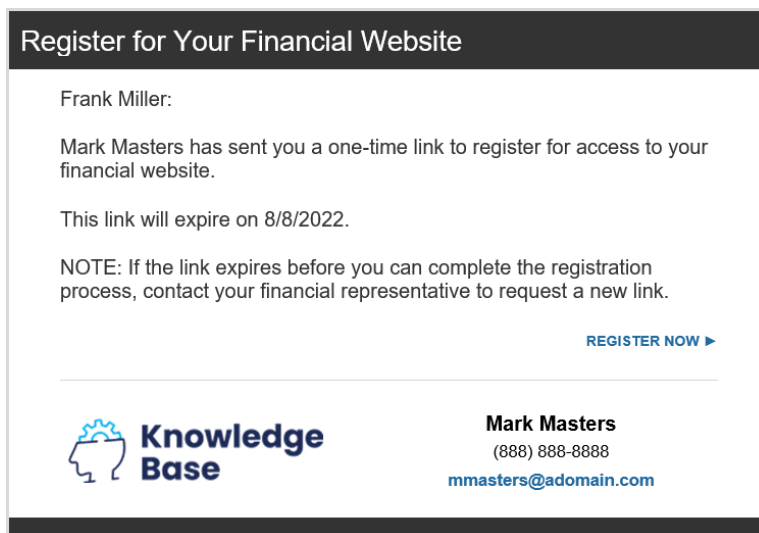 Register for Your Financial Website
Frank Miller:
Mark Masters has sent you a one-time link to register for access to your
financial website.
This link will expire on 8/8/2022.
NOTE: If the link expires before you can complete the registration
process, contact your financial representative to request a new link.
REGISTER NOW ►
Knowledge
Base
Mark Masters
(888) 888-8888
mmasters@adomain.com